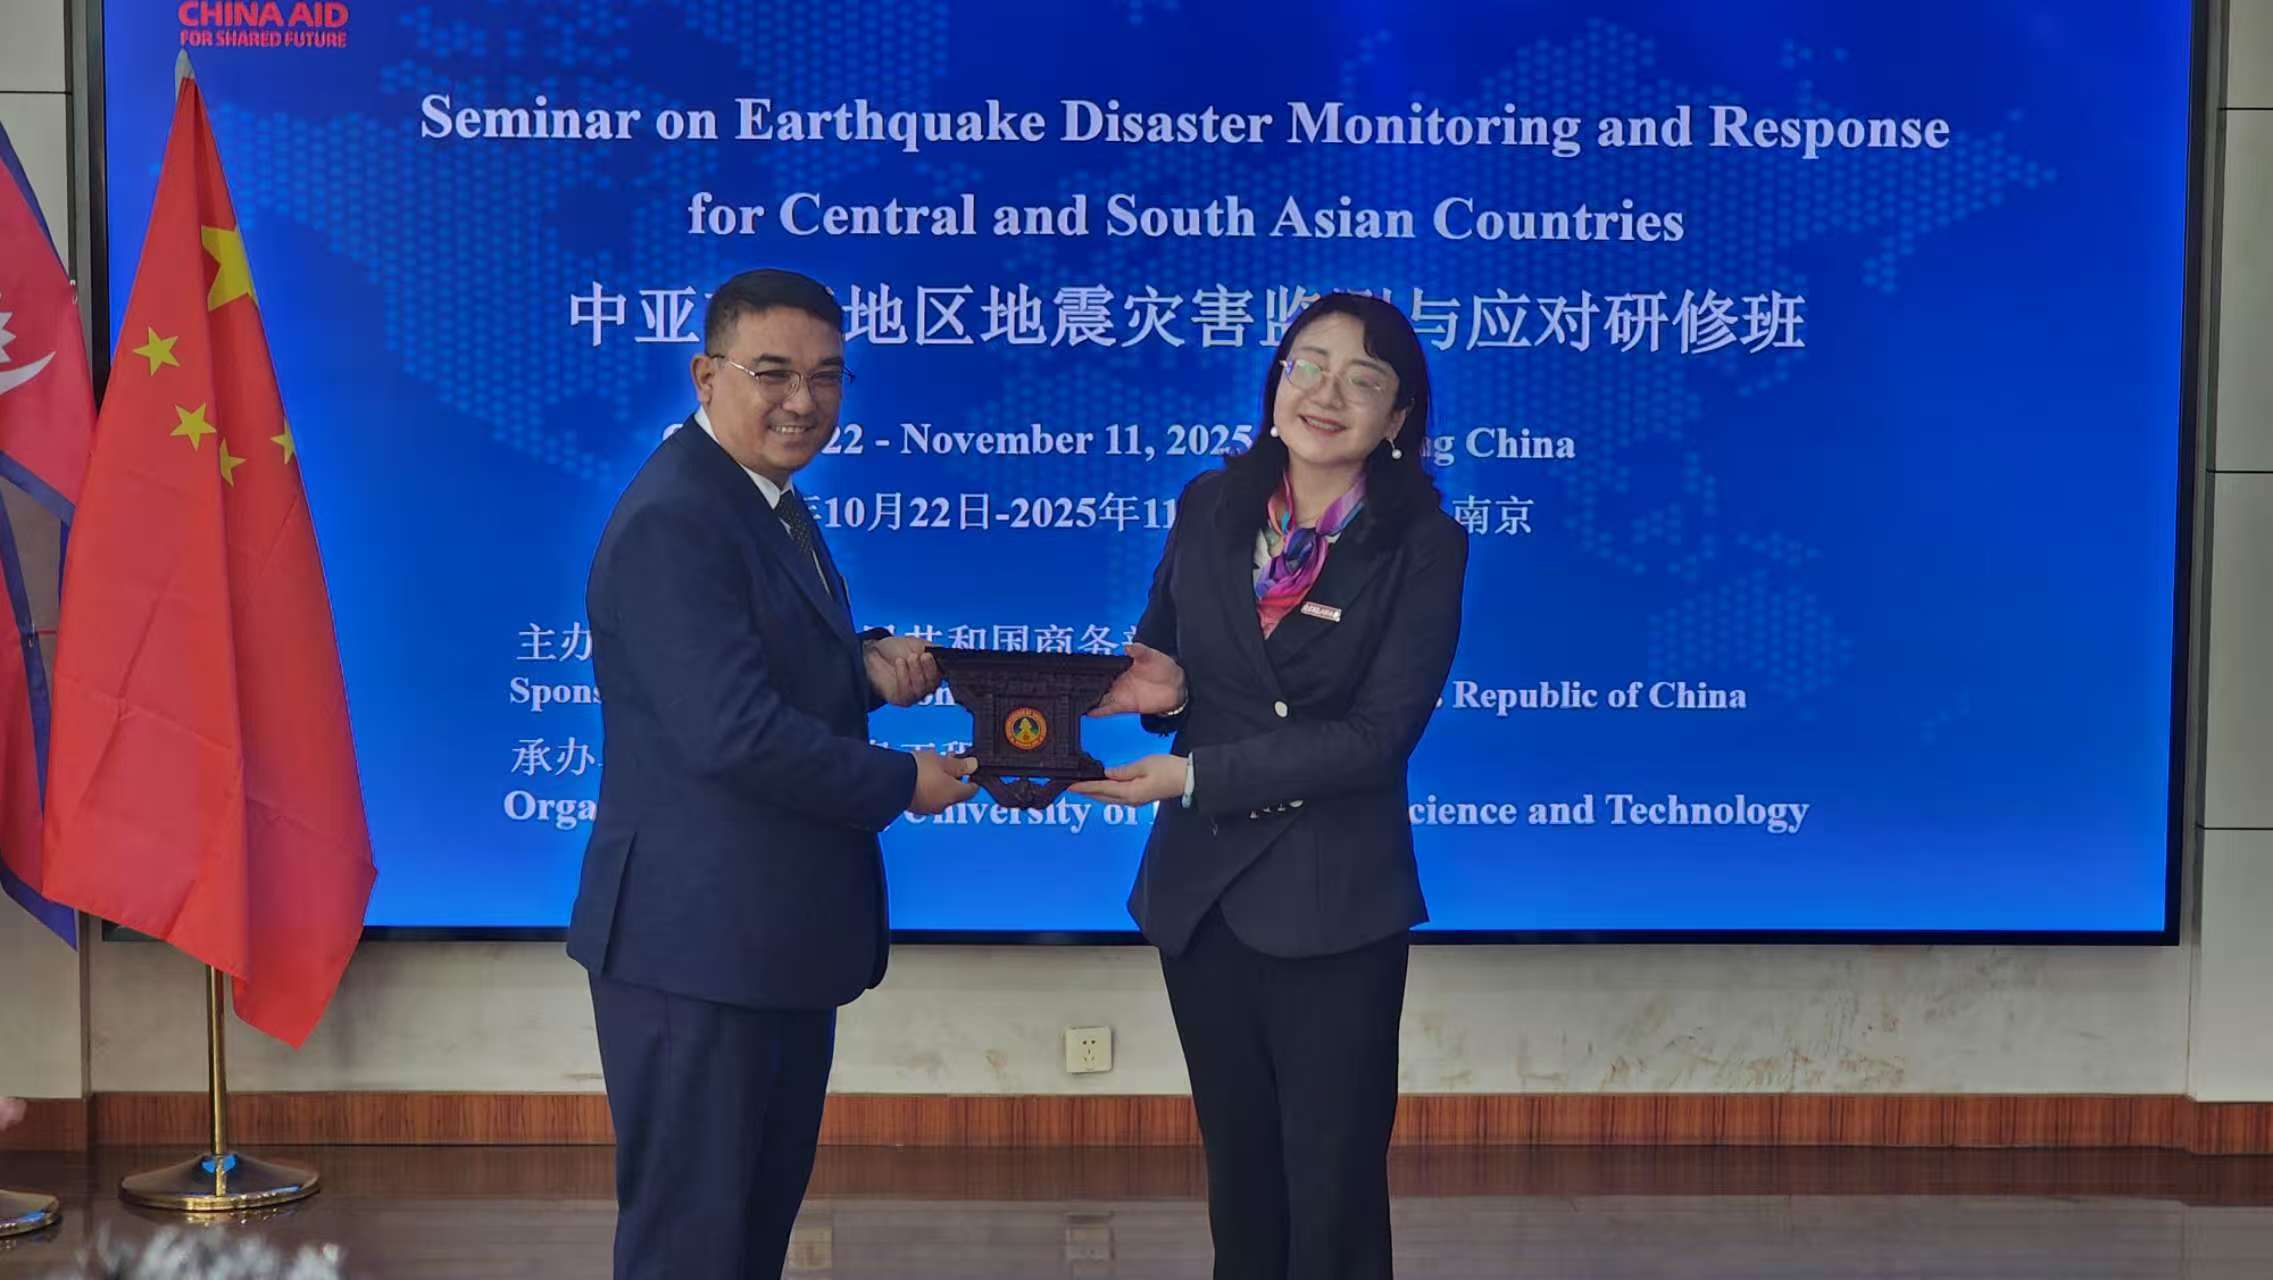 CHINA AID
FOR SHARED FUTURE
Seminar on Earthquake Disaster Monitoring and Response
for Central and South Asian Countries
中亚 地区地震灾害 与应对研修班
22 - November 11, 2025 China
年10月22日-2025年11 南京
主办 共和国商务
Republic of China
承办
University of cience and Technology